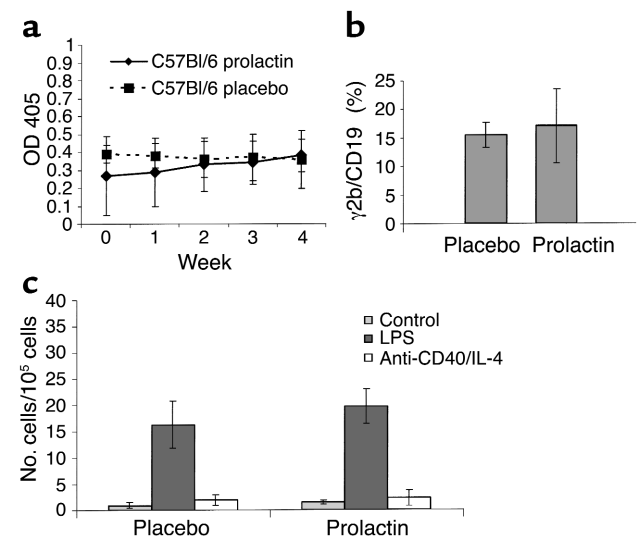 a
1
0.9
0.8
0.7
0.6
0.5
0.4
0.3
0.2
0.1
0
OD 405
C57Bl/6 prolactin
C57Bl/6 placebo
0 1 2 3 4
Week
b
25
20
15
10
5
0
γ2b/CD19 (%)
Placebo Prolactin
c
40
35
30
25
20
15
10
5
0
No. cells/10⁵ cells
Control
LPS
Anti-CD40/IL-4
Placebo Prolactin